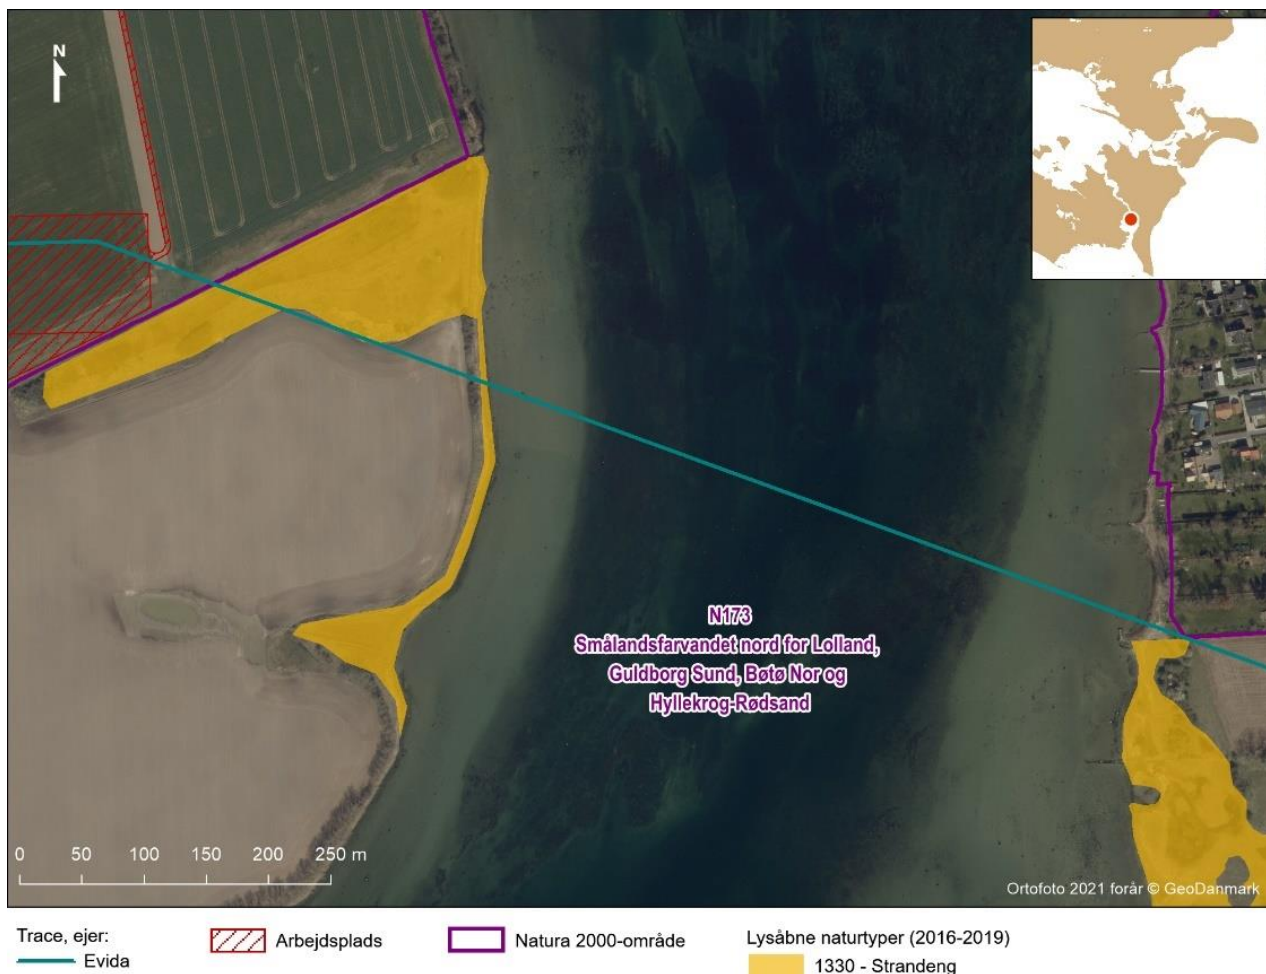 N
N173
Smålandsfarvandet nord for Lolland,
Guldborg Sund, Bøtø Nor og
Hyllekrog-Rødsand
0 50 100 150 200 250 m
Ortofoto 2021 forår © GeoDanmark
Trace, ejer:
Evida
Arbejdsplads
Natura 2000-område
Lysåbne naturtyper (2016-2019)
1330 - Strandeng